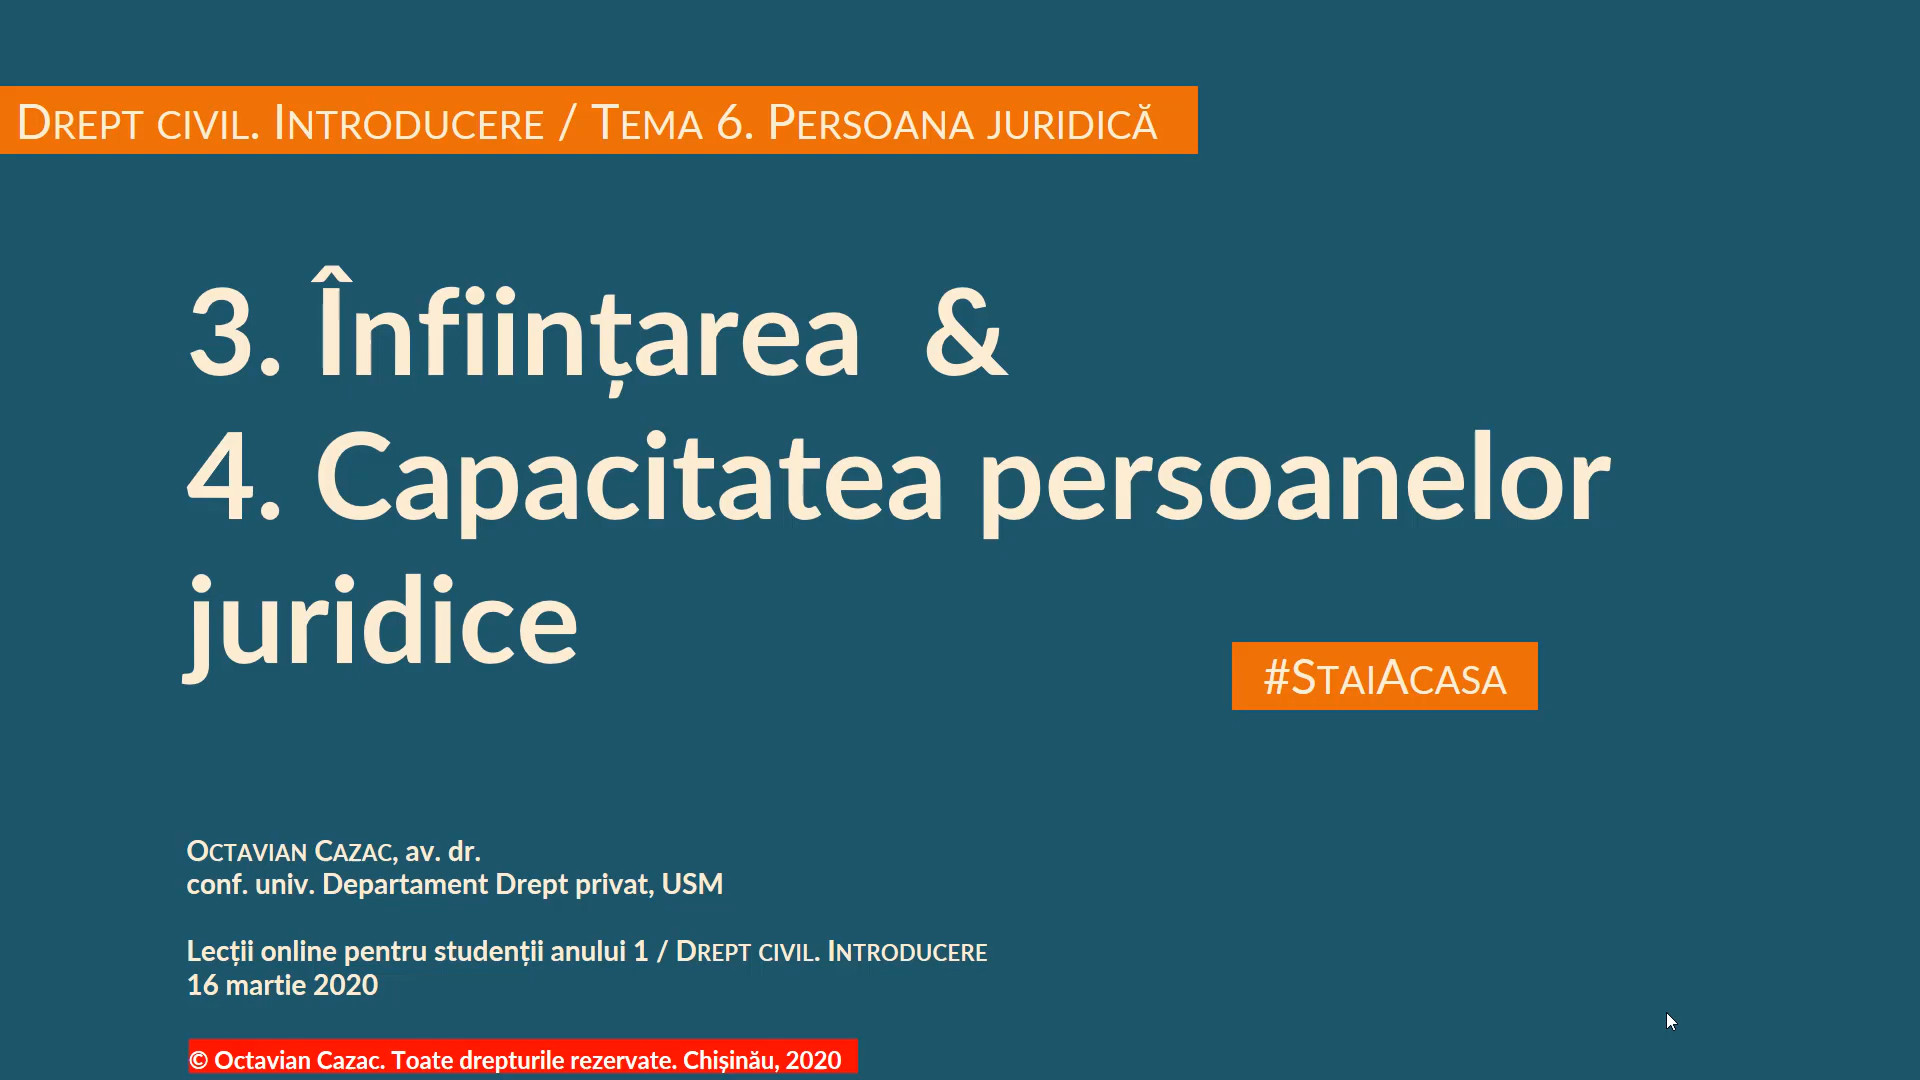 Drept civil. Introducere / Tema 6. Persoana juridică
3. Înființarea &
4. Capacitatea persoanelor
juridice
#StaiAcasa
Octavian Cazac, av. dr.
conf. univ. Departament Drept privat, USM
Lecții online pentru studenții anului 1 / Drept civil. Introducere
16 martie 2020
© Octavian Cazac. Toate drepturile rezervate. Chișinău, 2020